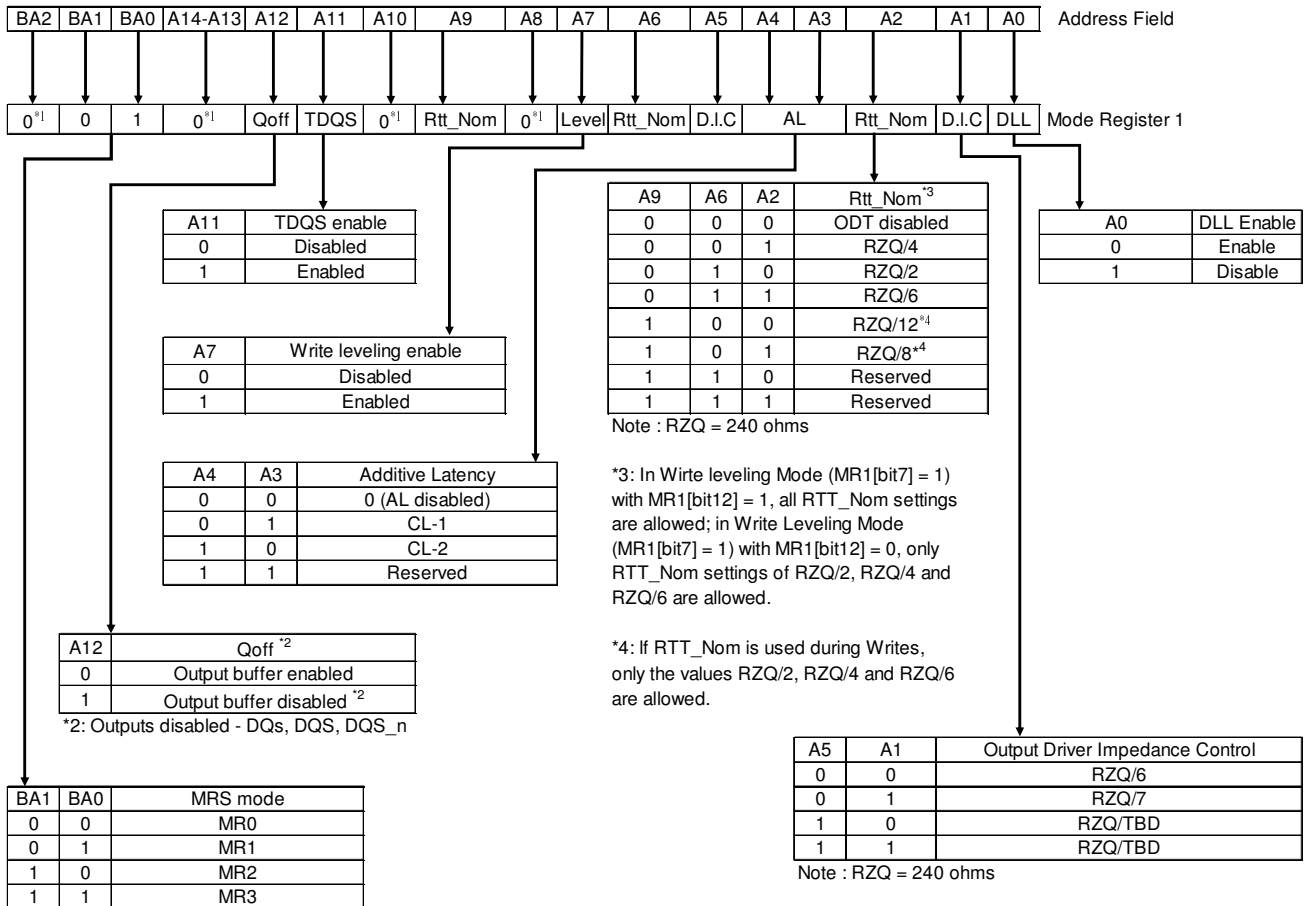 BA2 BA1 BA0 A14-A13 A12 A11 A10 A9 A8 A7 A6 A5 A4 A3 A2 A1 A0 Address Field
0*1 0 1 0*1 Qoff TDQS 0*1 Rtt_Nom 0*1 Level Rtt_Nom D.I.C AL Rtt_Nom D.I.C DLL Mode Register 1
A11 TDQS enable
0 Disabled
1 Enabled
A9 A6 A2 Rtt_Nom*3
0 0 0 ODT disabled
0 0 1 RZQ/4
0 1 0 RZQ/2
0 1 1 RZQ/6
1 0 0 RZQ/12*4
1 0 1 RZQ/8*4
1 1 0 Reserved
1 1 1 Reserved
Note : RZQ = 240 ohms
A0 DLL Enable
0 Enable
1 Disable
A7 Write leveling enable
0 Disabled
1 Enabled
A4 A3 Additive Latency
0 0 0 (AL disabled)
0 1 CL-1
1 0 CL-2
1 1 Reserved
*3: In Wirte leveling Mode (MR1[bit7] = 1)
with MR1[bit12] = 1, all RTT_Nom settings
are allowed; in Write Leveling Mode
(MR1[bit7] = 1) with MR1[bit12] = 0, only
RTT_Nom settings of RZQ/2, RZQ/4 and
RZQ/6 are allowed.
*4: If RTT_Nom is used during Writes,
only the values RZQ/2, RZQ/4 and RZQ/6
are allowed.
A12 Qoff *2
0 Output buffer enabled
1 Output buffer disabled *2
*2: Outputs disabled - DQs, DQS, DQS_n
A5 A1 Output Driver Impedance Control
0 0 RZQ/6
0 1 RZQ/7
1 0 RZQ/TBD
1 1 RZQ/TBD
Note : RZQ = 240 ohms
BA1 BA0 MRS mode
0 0 MR0
0 1 MR1
1 0 MR2
1 1 MR3